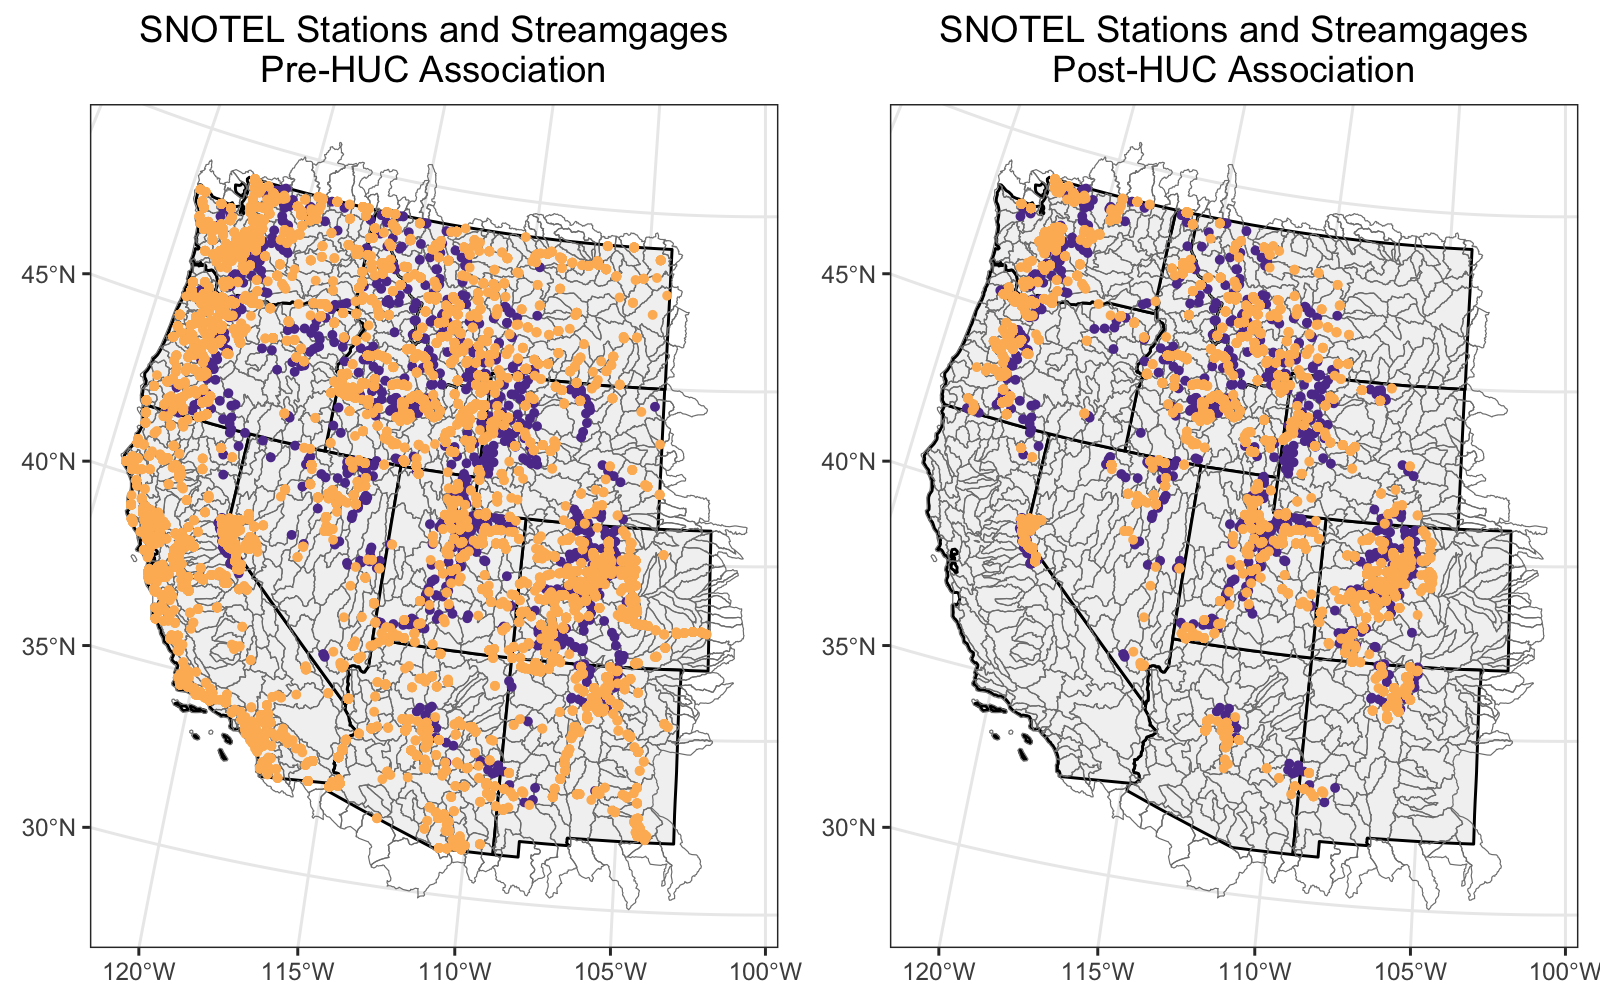 SNOTEL Stations and Streamgages
Pre-HUC Association
45°N
40°N
35°N
30°N
120°W 115°W 110°W 105°W 100°W
SNOTEL Stations and Streamgages
Post-HUC Association
45°N
40°N
35°N
30°N
120°W 115°W 110°W 105°W 100°W